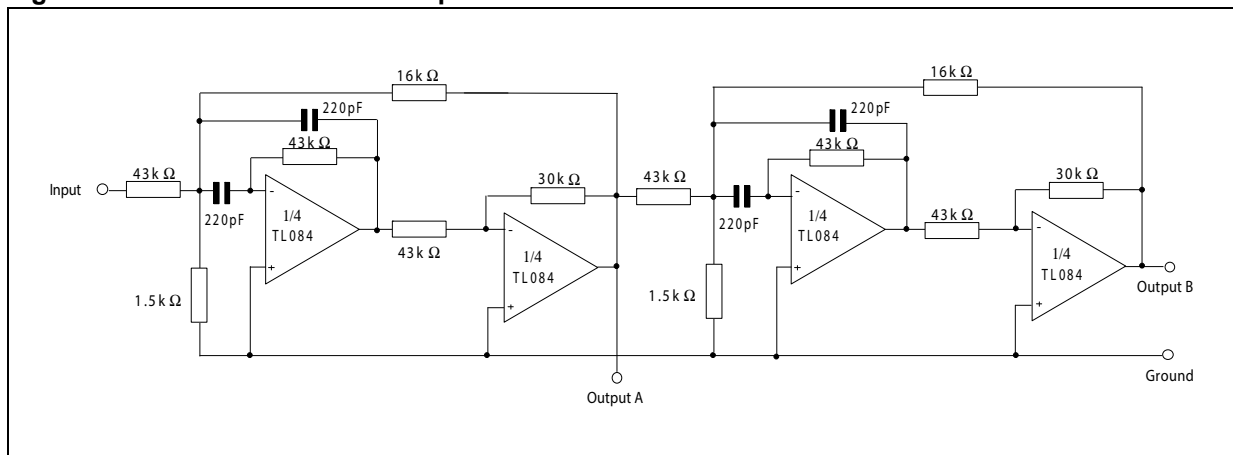 16k Ω
220pF
43k Ω
43k Ω
Input
220pF
1/4
TL084
43k Ω
30k Ω
1/4
TL084
1.5k Ω
Output A
16k Ω
220pF
43k Ω
43k Ω
220pF
1/4
TL084
43k Ω
30k Ω
1/4
TL084
1.5k Ω
Output B
Ground